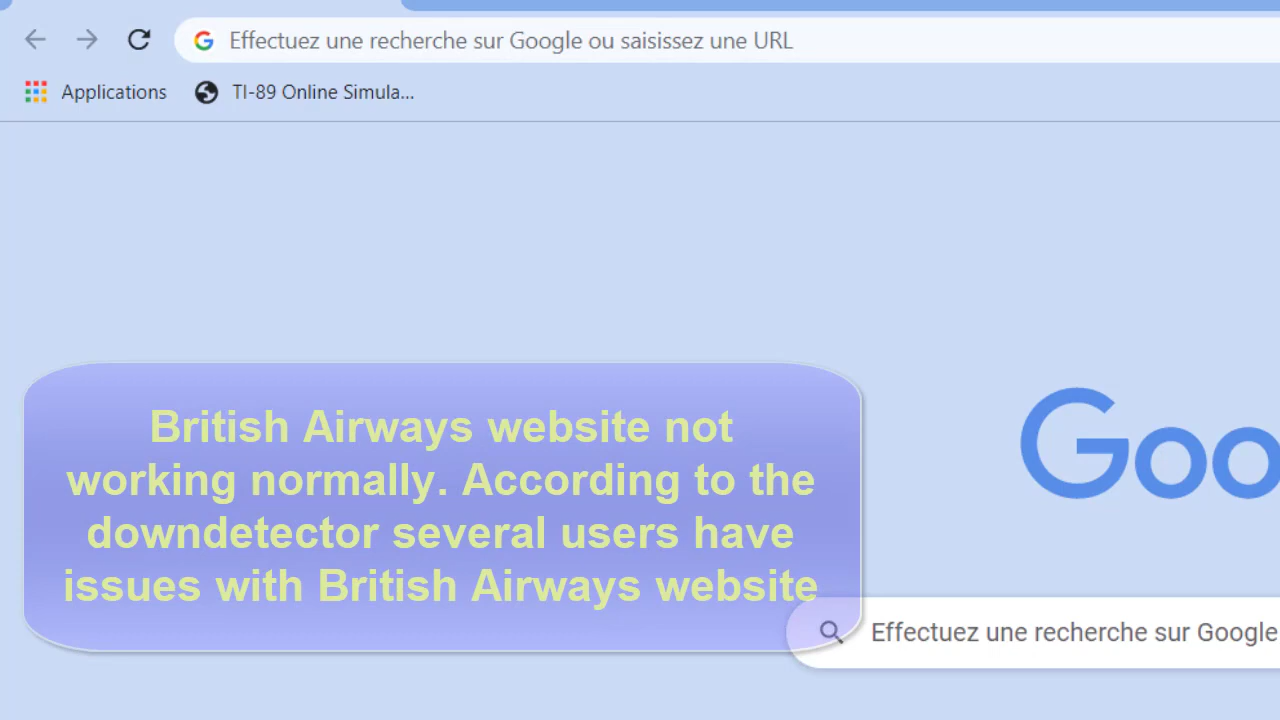 Effectuez une recherche sur Google ou saisissez une URL
Applications
TI-89 Online Simula...
British Airways website not
working normally. According to the
downdetector several users have
issues with British Airways website
Goo
Effectuez une recherche sur Google